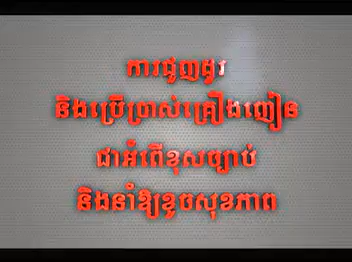 ការជួញដូរ
និងប្រើប្រាស់គ្រឿងញៀន
ជាអំពើខុសច្បាប់
និងនាំឱ្យខូចសុខភាព